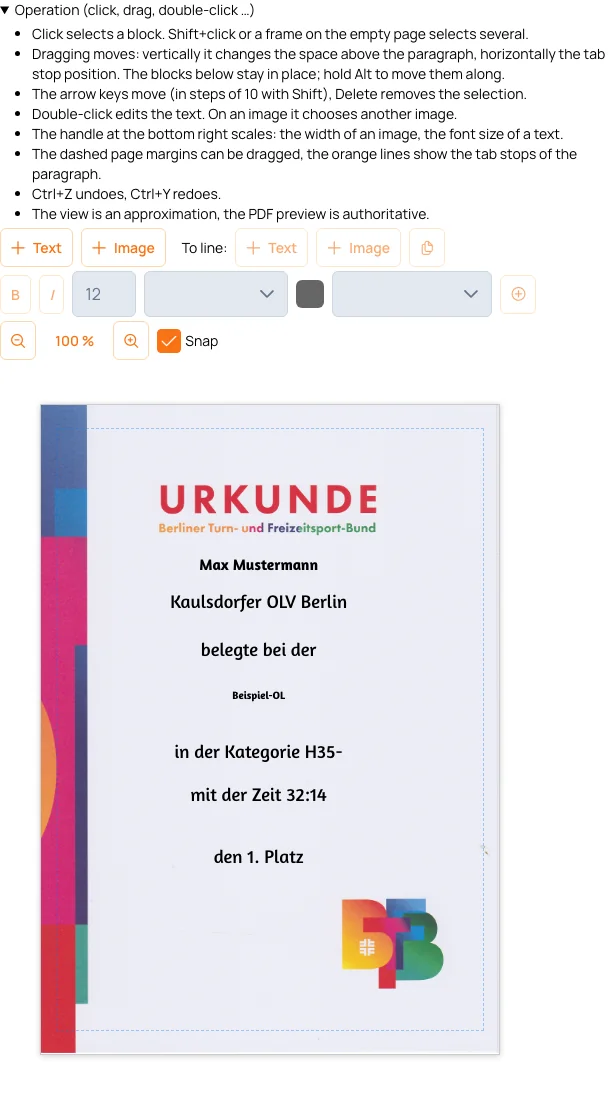 Operation (click, drag, double-click ...)
Click selects a block. Shift+click or a frame on the empty page selects several.
Dragging moves: vertically it changes the space above the paragraph, horizontally the tab
stop position. The blocks below stay in place; hold Alt to move them along.
The arrow keys move (in steps of 10 with Shift), Delete removes the selection.
Double-click edits the text. On an image it chooses another image.
The handle at the bottom right scales: the width of an image, the font size of a text.
The dashed page margins can be dragged, the orange lines show the tab stops of the
paragraph.
Ctrl+Z undoes, Ctrl+Y redoes.
The view is an approximation, the PDF preview is authoritative.
Text Image To line: Text Image
B I 12
100 % Snap
URKUNDE
Berliner Turn- und Freizeitsport-Bund
Max Mustermann
Kaulsdorfer OLV Berlin
belegte bei der
Beispiel-OL
in der Kategorie H35-
mit der Zeit 32:14
den 1. Platz
BTFB